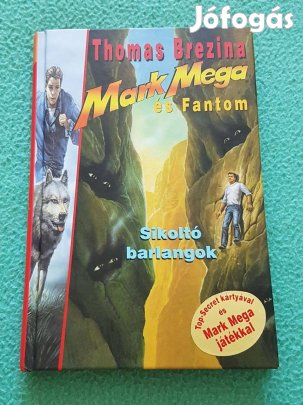 Jófogás
Thomas Brezina
Mark Mega
és Fantom
Sikoltó
barlangok
Top-Secret kártyával
és
Mark Mega
játékkal